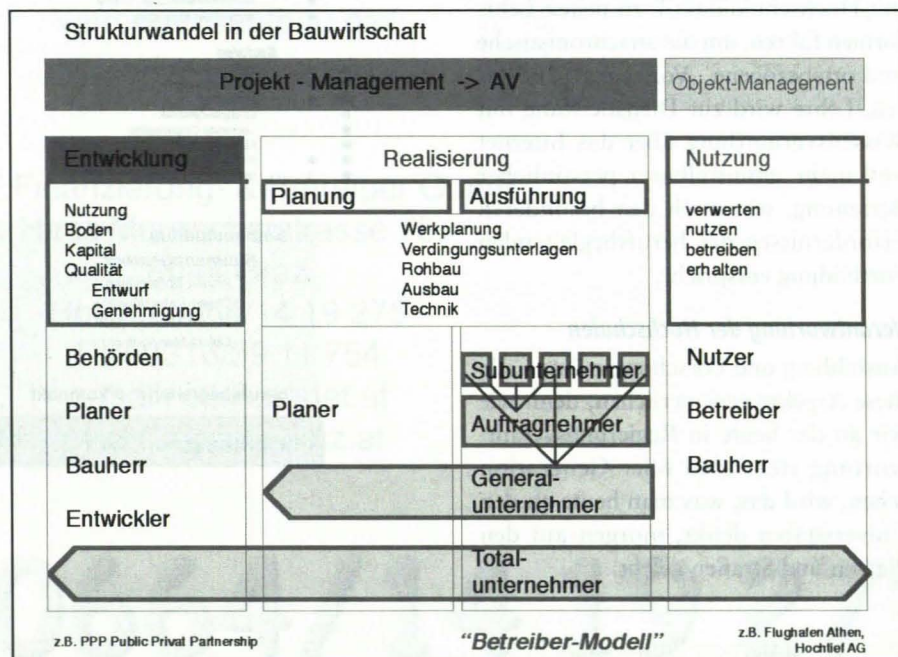 Strukturwandel in der Bauwirtschaft
Projekt - Management -> AV
Objekt-Management
Entwicklung
Realisierung
Nutzung
Planung
Ausführung
Nutzung
Boden
Kapital
Qualität
Entwurf
Genehmigung
Werkplanung
Verdingungsunterlagen
Rohbau
Ausbau
Technik
verwerten
nutzen
betreiben
erhalten
Behörden
Planer
Bauherr
Entwickler
Planer
Subunternehmer
Auftragnehmer
General-
unternehmer
Total-
unternehmer
Nutzer
Betreiber
Bauherr
z.B. PPP Public Privat Partnership
"Betreiber-Modell"
z.B. Flughafen Athen,
Hochtief AG